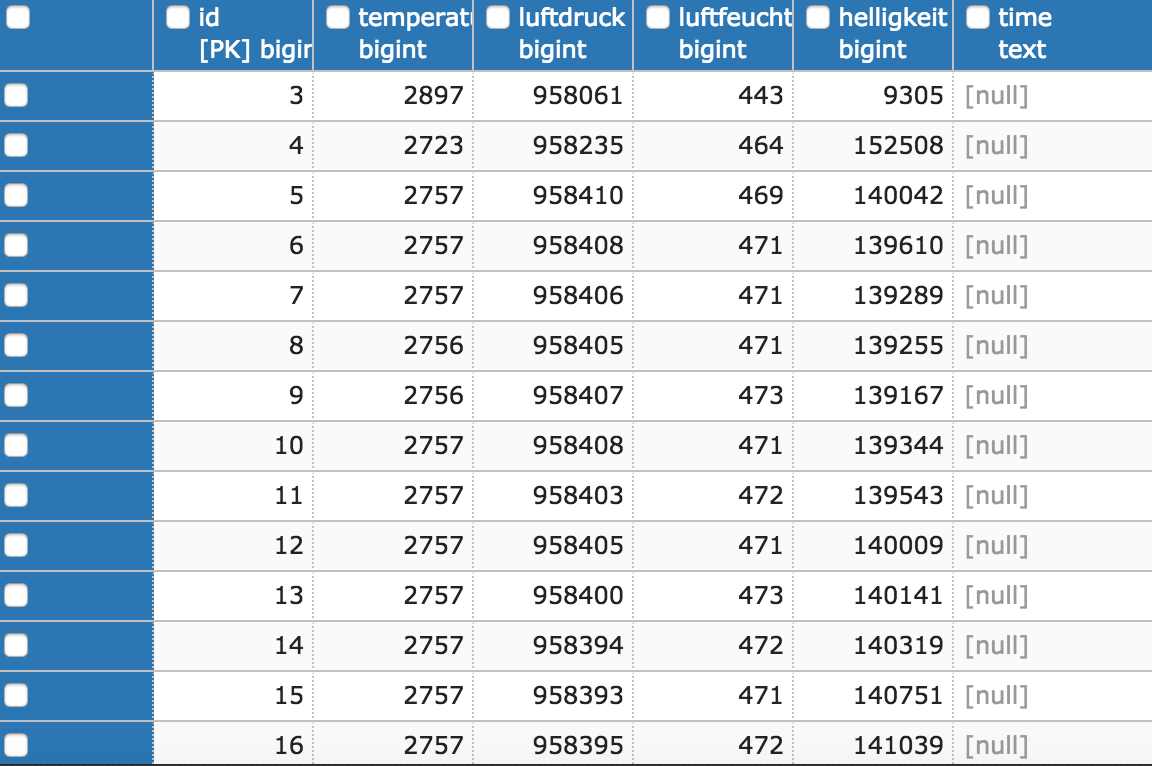 id temperat luftdruck luftfeucht helligkeit time
[PK] bigin bigint bigint bigint bigint text
3 2897 958061 443 9305 [null]
4 2723 958235 464 152508 [null]
5 2757 958410 469 140042 [null]
6 2757 958408 471 139610 [null]
7 2757 958406 471 139289 [null]
8 2756 958405 471 139255 [null]
9 2756 958407 473 139167 [null]
10 2757 958408 471 139344 [null]
11 2757 958403 472 139543 [null]
12 2757 958405 471 140009 [null]
13 2757 958400 473 140141 [null]
14 2757 958394 472 140319 [null]
15 2757 958393 471 140751 [null]
16 2757 958395 472 141039 [null]